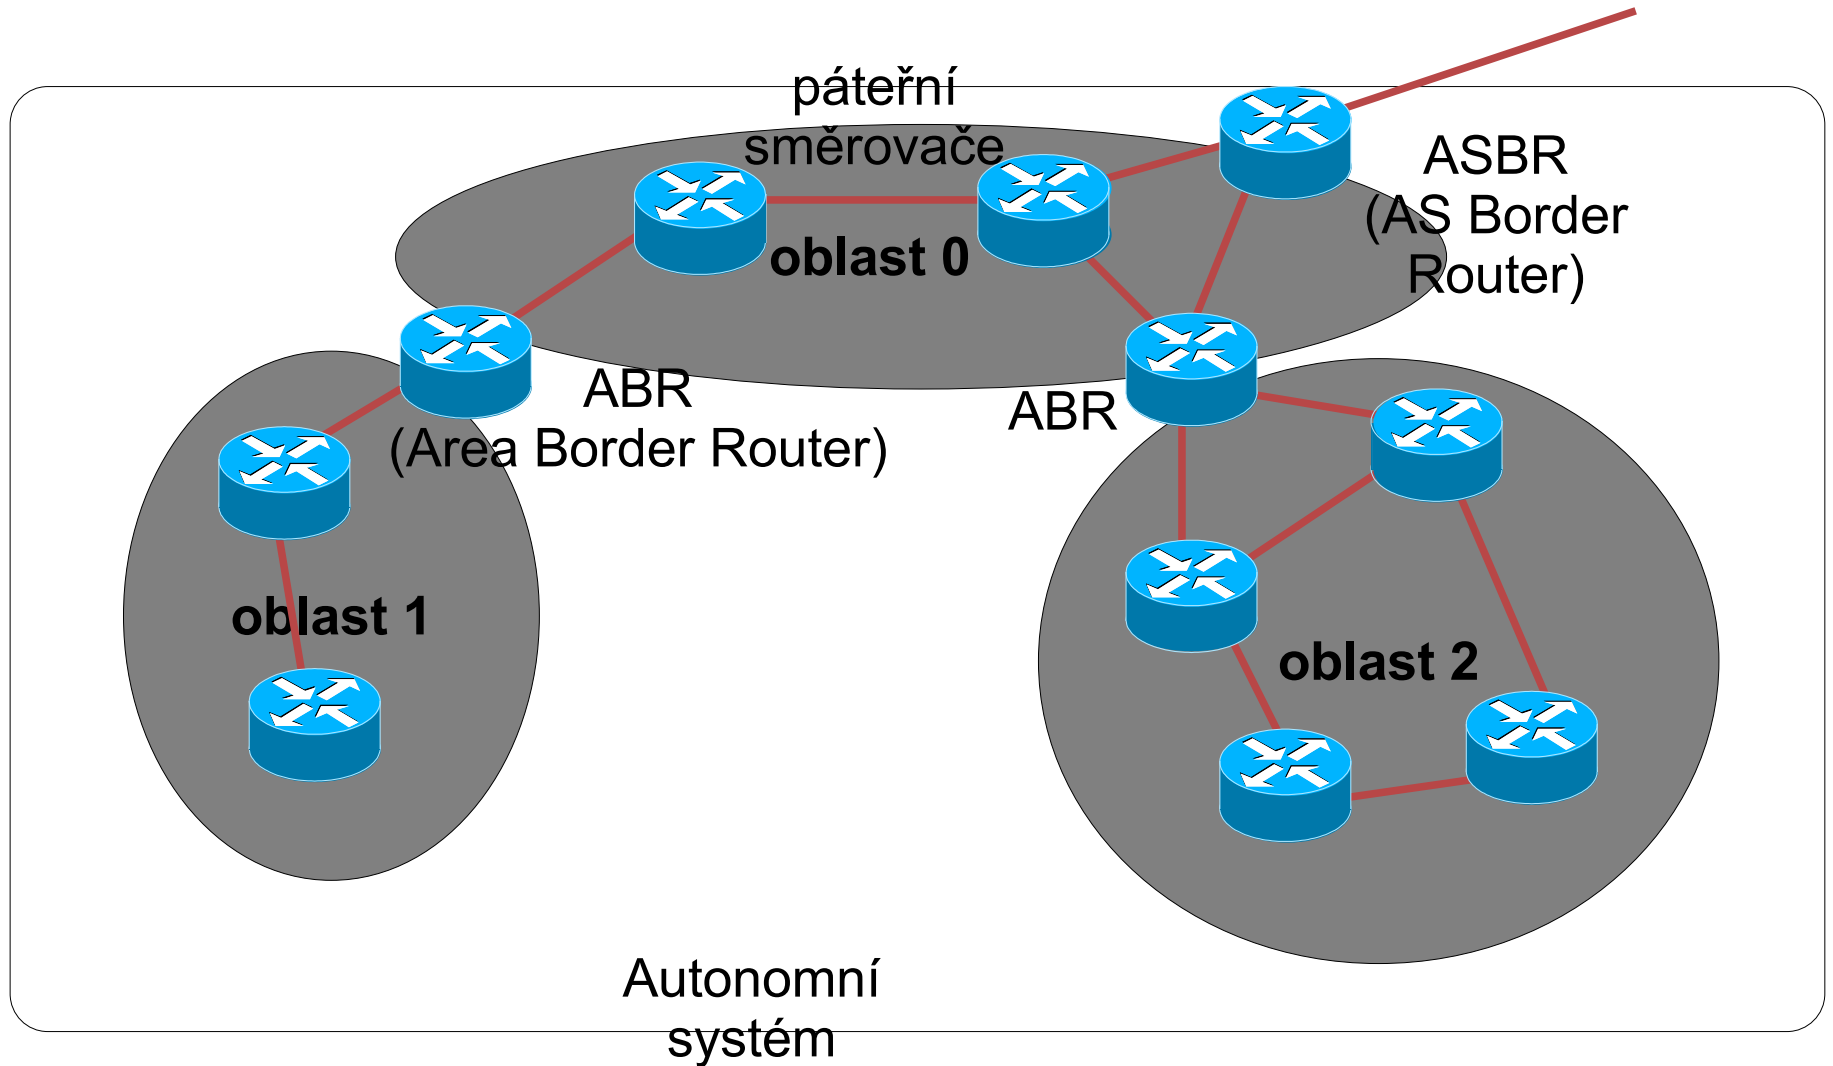 páteřní
směrovače
ASBR
(AS Border
Router)
oblast 0
ABR
(Area Border Router)
ABR
oblast 1
oblast 2
Autonomní
systém